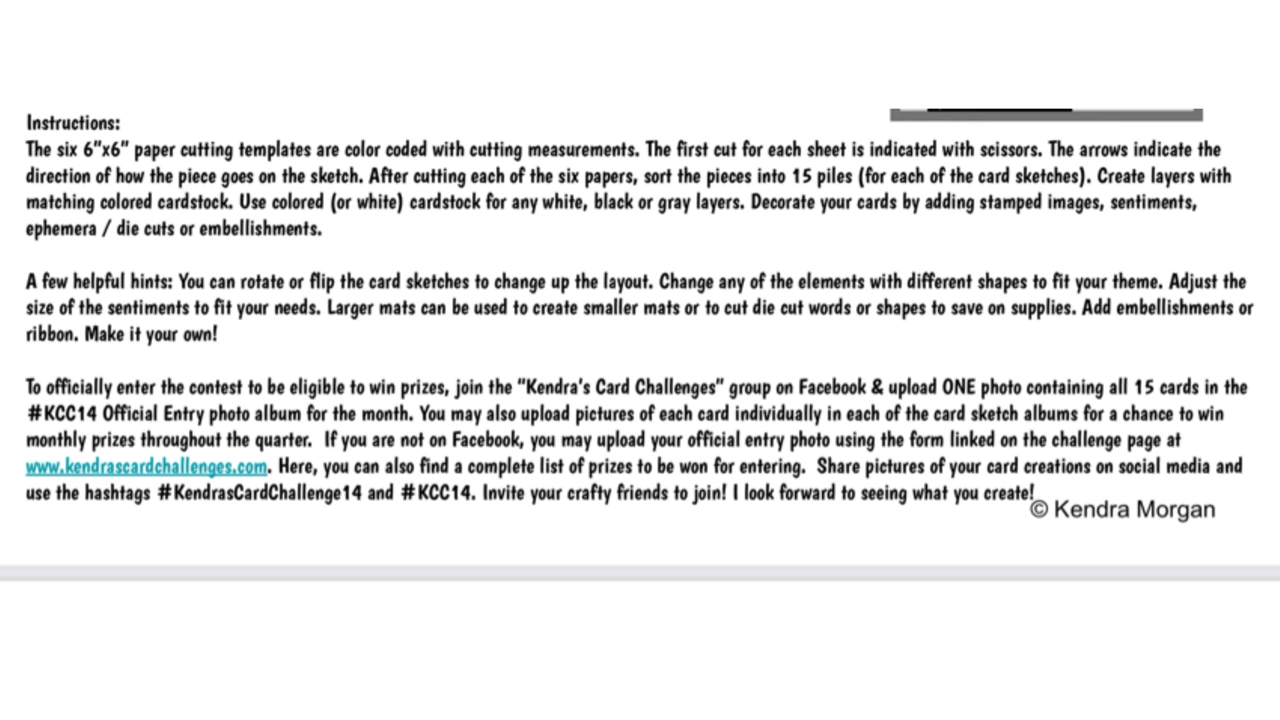 Instructions:
The six 6"x6" paper cutting templates are color coded with cutting measurements. The first cut for each sheet is indicated with scissors. The arrows indicate the
direction of how the piece goes on the sketch. After cutting each of the six papers, sort the pieces into 15 piles (for each of the card sketches). Create layers with
matching colored cardstock. Use colored (or white) cardstock for any white, black or gray layers. Decorate your cards by adding stamped images, sentiments,
ephemera / die cuts or embellishments.
A few helpful hints: You can rotate or flip the card sketches to change up the layout. Change any of the elements with different shapes to fit your theme. Adjust the
size of the sentiments to fit your needs. Larger mats can be used to create smaller mats or to cut die cut words or shapes to save on supplies. Add embellishments or
ribbon. Make it your own!
To officially enter the contest to be eligible to win prizes, join the "Kendra's Card Challenges" group on Facebook & upload ONE photo containing all 15 cards in the
#KCC14 Official Entry photo album for the month. You may also upload pictures of each card individually in each of the card sketch albums for a chance to win
monthly prizes throughout the quarter.  If you are not on Facebook, you may upload your official entry photo using the form linked on the challenge page at
www.kendrascardchallenges.com. Here, you can also find a complete list of prizes to be won for entering.  Share pictures of your card creations on social media and
use the hashtags #KendrasCardChallenge14 and #KCC14. Invite your crafty friends to join! I look forward to seeing what you create!
© Kendra Morgan